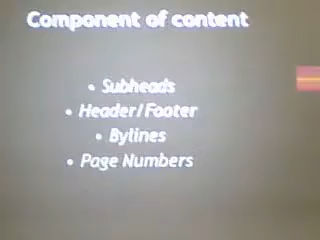 Component of content
• Subheads
• Header/Footer
• Bylines
• Page Numbers